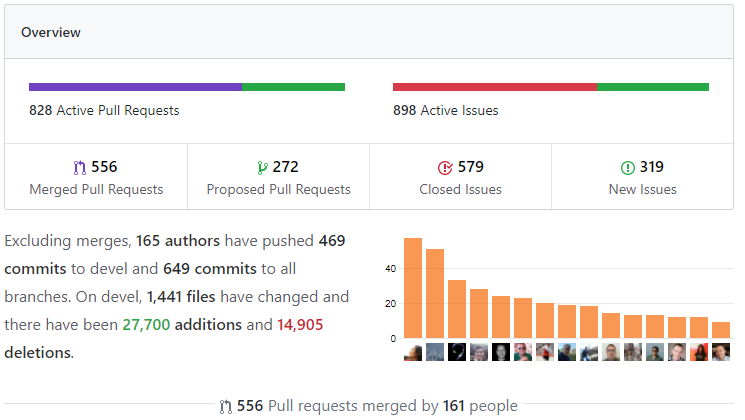 Overview
828 Active Pull Requests
898 Active Issues
556
Merged Pull Requests
272
Proposed Pull Requests
579
Closed Issues
319
New Issues
Excluding merges, 165 authors have pushed 469
commits to devel and 649 commits to all
branches. On devel, 1,441 files have changed and
there have been 27,700 additions and 14,905
deletions.
40
20
0
556 Pull requests merged by 161 people